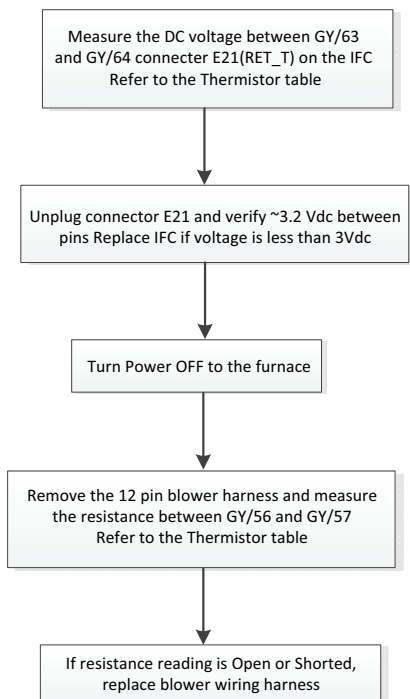 Measure the DC voltage between GY/63
and GY/64 connecter E21(RET_T) on the IFC
Refer to the Thermistor table
Unplug connector E21 and verify ~3.2 Vdc between
pins Replace IFC if voltage is less than 3Vdc
Turn Power OFF to the furnace
Remove the 12 pin blower harness and measure
the resistance between GY/56 and GY/57
Refer to the Thermistor table
If resistance reading is Open or Shorted,
replace blower wiring harness